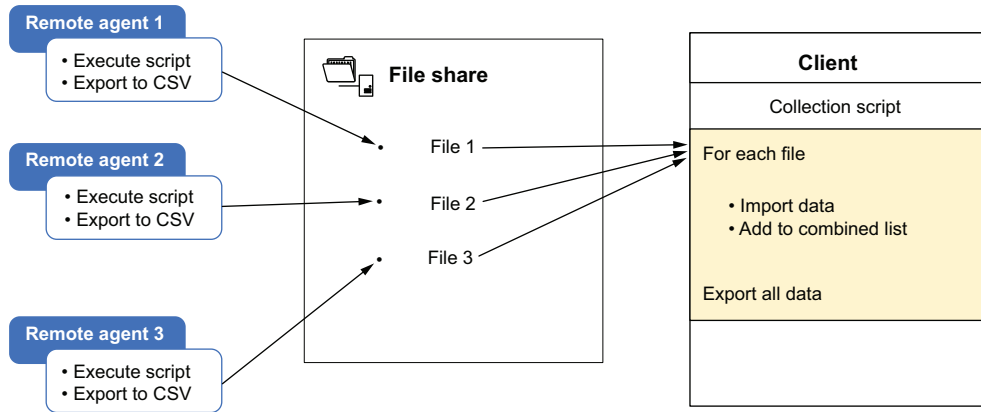 Remote agent 1
• Execute script
• Export to CSV
Remote agent 2
• Execute script
• Export to CSV
Remote agent 3
• Execute script
• Export to CSV
File share
• File 1
• File 2
• File 3
Client
Collection script
For each file
• Import data
• Add to combined list
Export all data